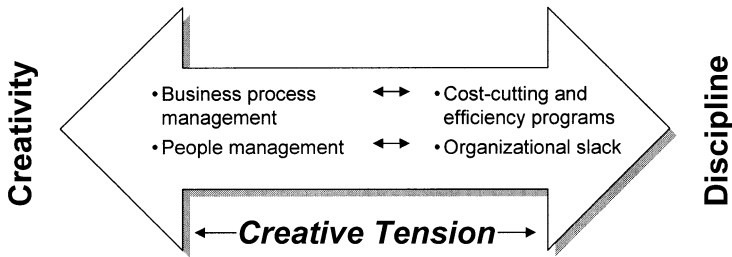 Creativity
• Business process
management
• People management
• Cost-cutting and
efficiency programs
• Organizational slack
Discipline
Creative Tension